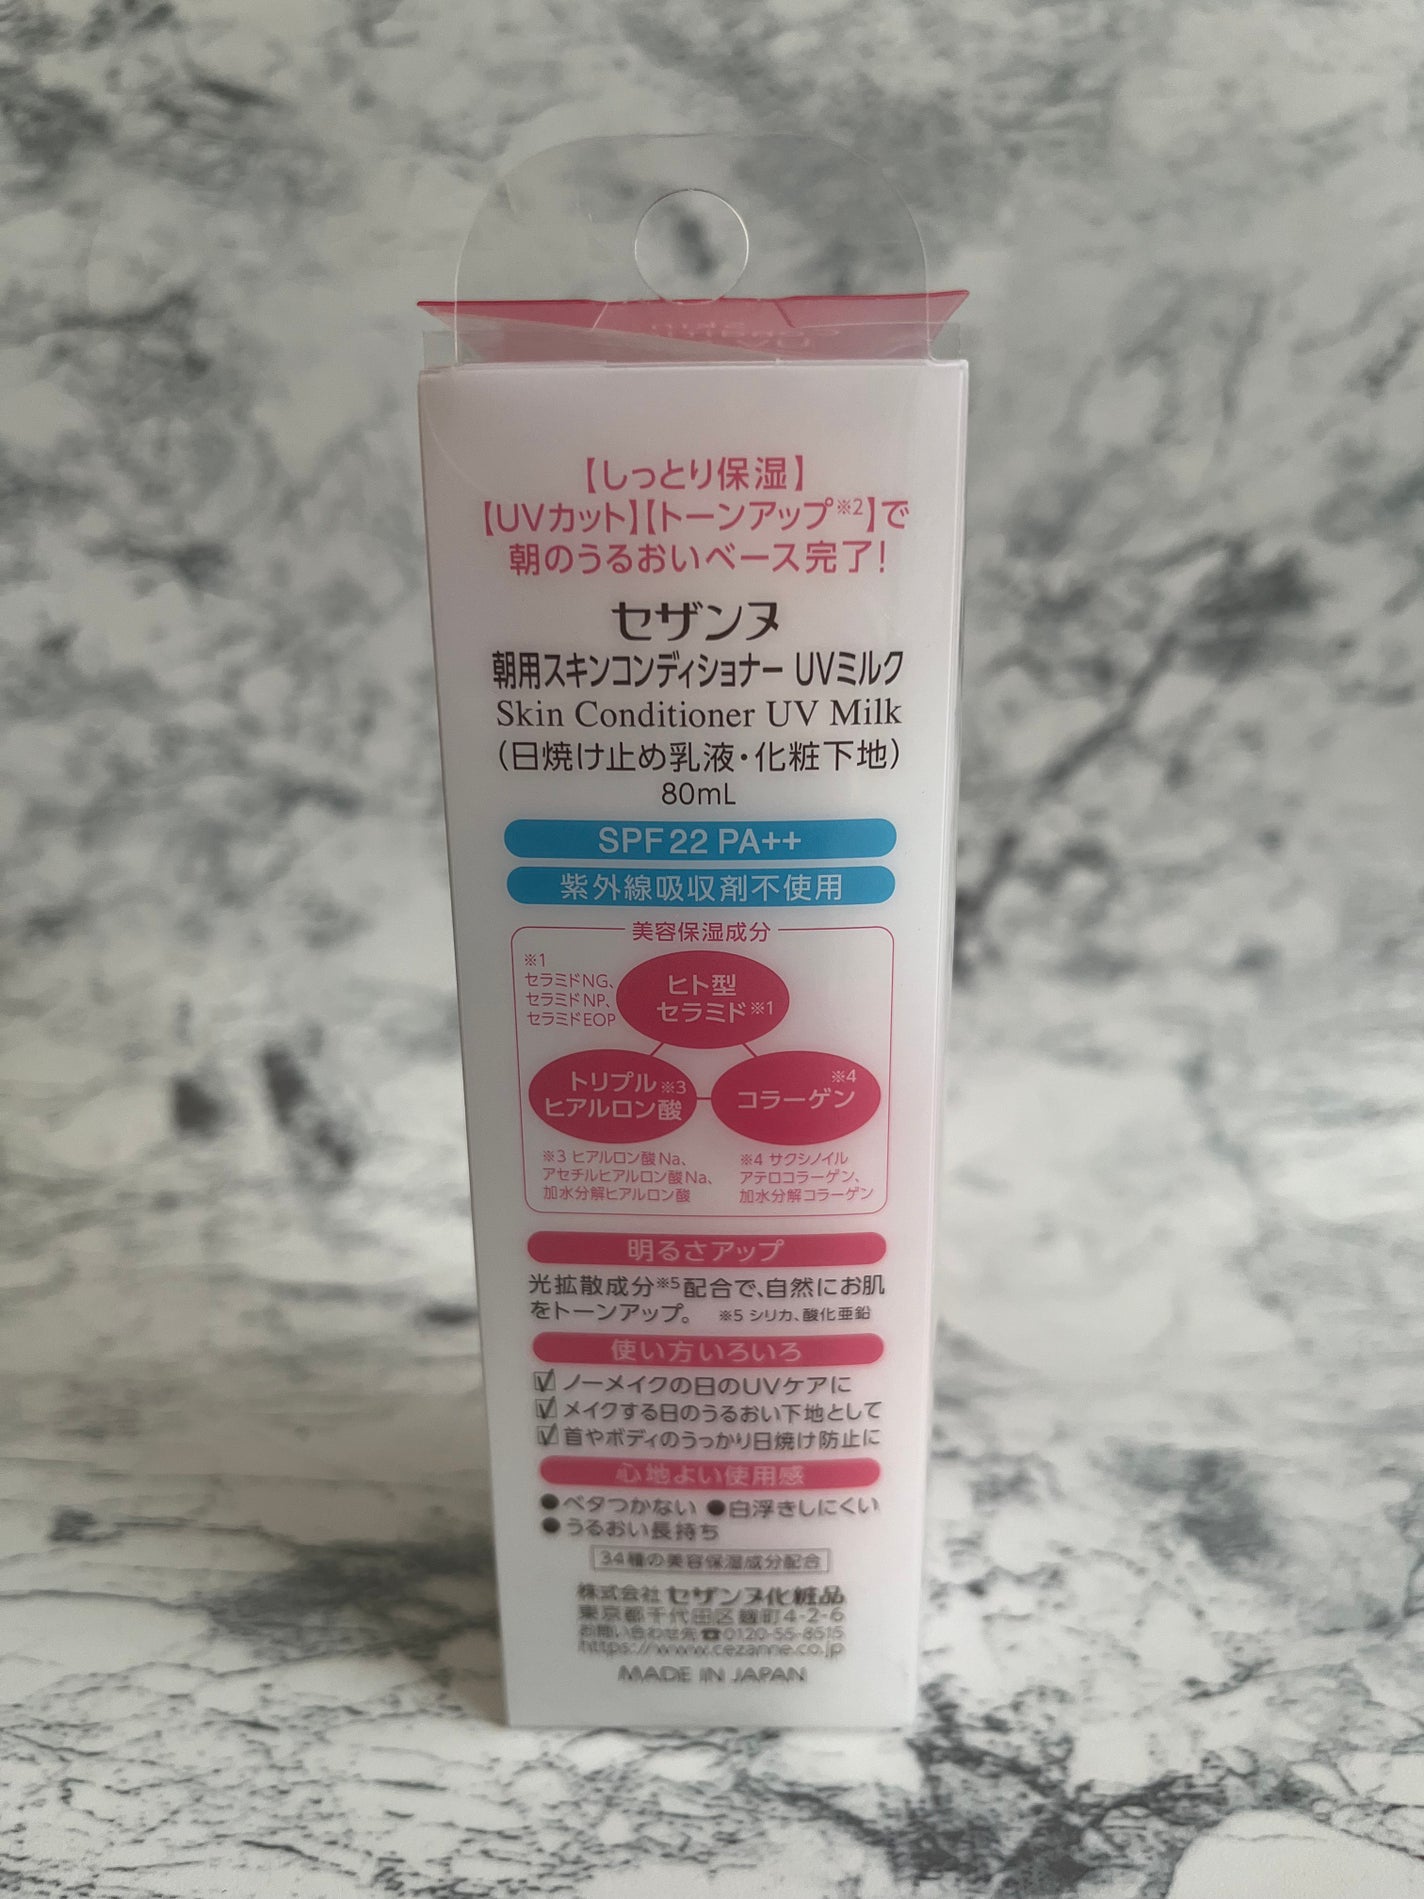 【しっとり保湿】
【UVカット】【トーンアップ※2】で
朝のうるおいベース完了!
セザンヌ
朝用スキンコンディショナー UVミルク
Skin Conditioner UV Milk
(日焼け止め乳液・化粧下地)
80mL
SPF22 PA++
紫外線吸収剤不使用
美容保湿成分
※1
セラミドNG、
セラミドNP、
セラミドEOP
ヒト型
セラミド※1
トリプル※3
ヒアルロン酸
※4
コラーゲン
※3 ヒアルロン酸Na、
アセチルヒアルロン酸Na、
加水分解ヒアルロン酸
※4 サクシノイル
アテロコラーゲン、
加水分解コラーゲン
明るさアップ
光拡散成分※5配合で、自然にお肌
をトーンアップ。 ※5 シリカ、酸化亜鉛
使い方いろいろ
ノーメイクの日のUVケアに
メイクする日のうるおい下地として
首やボディのうっかり日焼け防止に
心地よい使用感
●ベタつかない ●白浮きしにくい
●うるおい長持ち
34種の美容保湿成分配合
株式会社 セザンヌ化粧品
東京都千代田区麹町4-2-6
お問い合わせ先☎0120-55-8515
https://www.cezanne.co.jp
MADE IN JAPAN